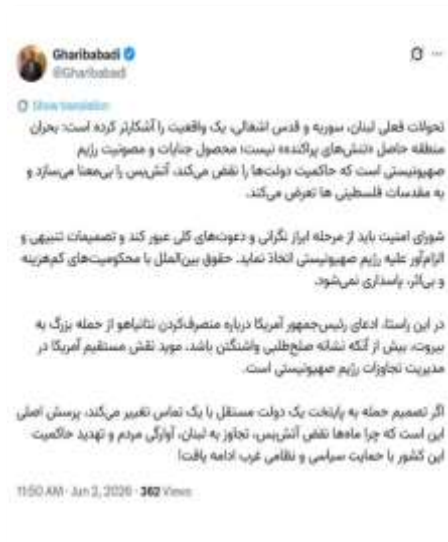 Gharibabadi
@Gharibabadi
Show translation
تحولات فعلی لبنان، سوریه و قدس اشغالی، یک واقعیت را آشکارتر کرده است: بحران
منطقه حاصل «تنش‌های پراکنده» نیست؛ محصول جنایات و مصونیت رژیم
صهیونیستی است که حاکمیت دولت‌ها را نقض می‌کند، آتش‌بس را بی‌معنا می‌سازد و
به مقدسات فلسطینی ها تعرض می‌کند.
شورای امنیت باید از مرحله ابراز نگرانی و دعوت‌های کلی عبور کند و تصمیمات تنبیهی و
الزام‌آور علیه رژیم صهیونیستی اتخاذ نماید. حقوق بین‌الملل با محکومیت‌های کم‌هزینه
و بی‌اثر، پاسداری نمی‌شود.
در این راستا، ادعای رئیس‌جمهور آمریکا درباره منصرف‌کردن نتانیاهو از حمله بزرگ به
بیروت، بیش از آنکه نشانه صلح‌طلبی واشنگتن باشد، موید نقش مستقیم آمریکا در
مدیریت تجاوزات رژیم صهیونیستی است.
اگر تصمیم حمله به پایتخت یک دولت مستقل با یک تماس تغییر می‌کند، پرسش اصلی
این است که چرا ماه‌ها نقض آتش‌بس، تجاوز به لبنان، آوارگی مردم و تهدید حاکمیت
این کشور با حمایت سیاسی و نظامی غرب ادامه یافت!
11:50 AM · Jun 2, 2026 · 362 Views